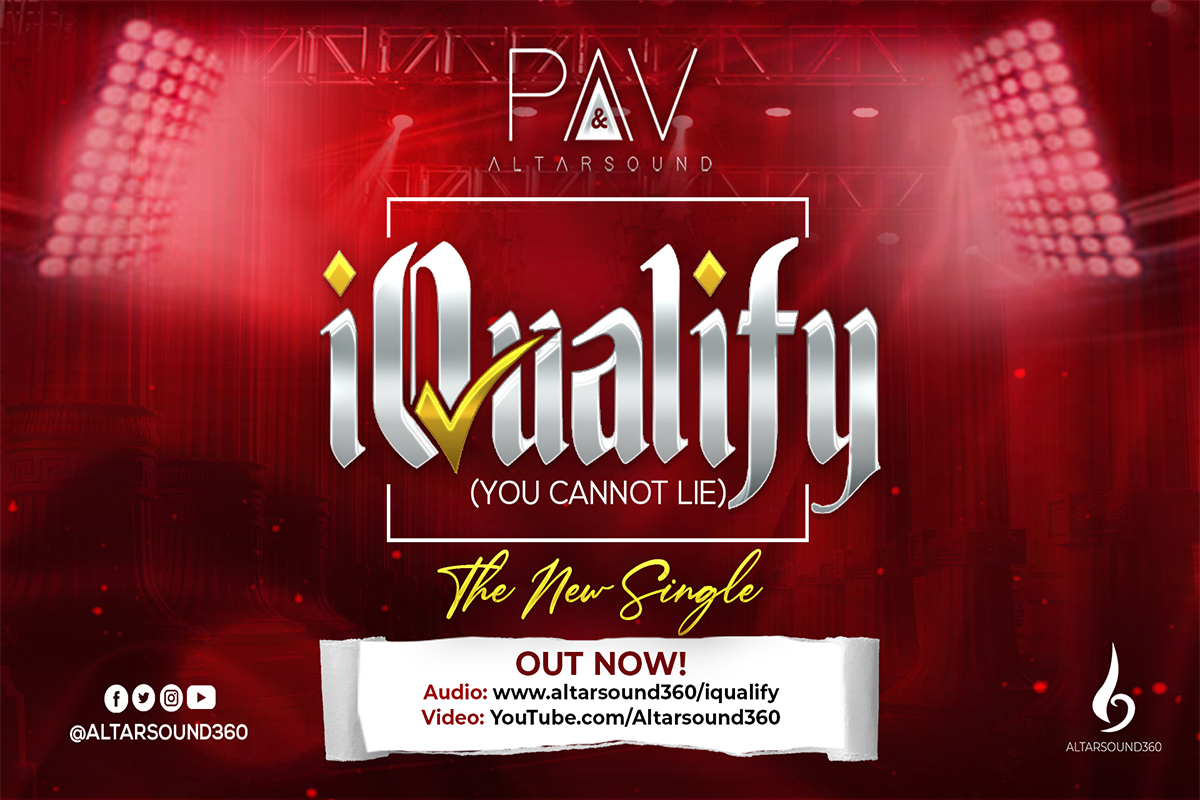 PAV
&
ALTARSOUND
iQualify
(YOU CANNOT LIE)
The New Single
OUT NOW!
Audio: www.altarsound360/iqualify
Video: YouTube.com/Altarsound360
@ALTARSOUND360
ALTARSOUND360